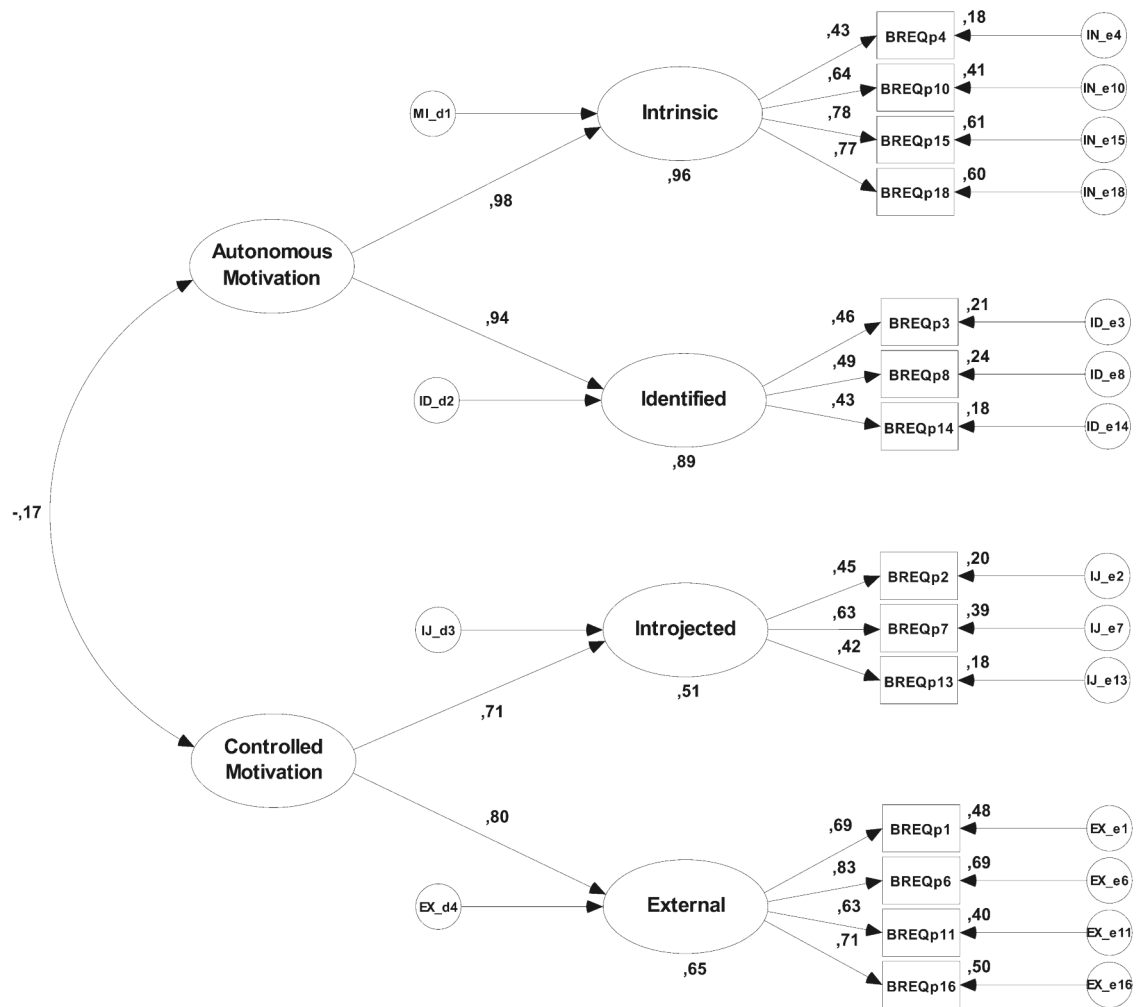 ,43
BREQp4
,18
IN_e4
,64
BREQp10
,41
IN_e10
MI_d1
Intrinsic
,78
BREQp15
,61
IN_e15
,77
BREQp18
,60
IN_e18
,96
,98
Autonomous
Motivation
,94
,46
BREQp3
,21
ID_e3
ID_d2
Identified
,49
BREQp8
,24
ID_e8
,43
BREQp14
,18
ID_e14
,89
-,17
,45
BREQp2
,20
IJ_e2
IJ_d3
Introjected
,63
BREQp7
,39
IJ_e7
,42
BREQp13
,18
IJ_e13
,51
,71
Controlled
Motivation
,80
,69
BREQp1
,48
EX_e1
,83
BREQp6
,69
EX_e6
EX_d4
External
,63
BREQp11
,40
EX_e11
,71
BREQp16
,50
EX_e16
,65